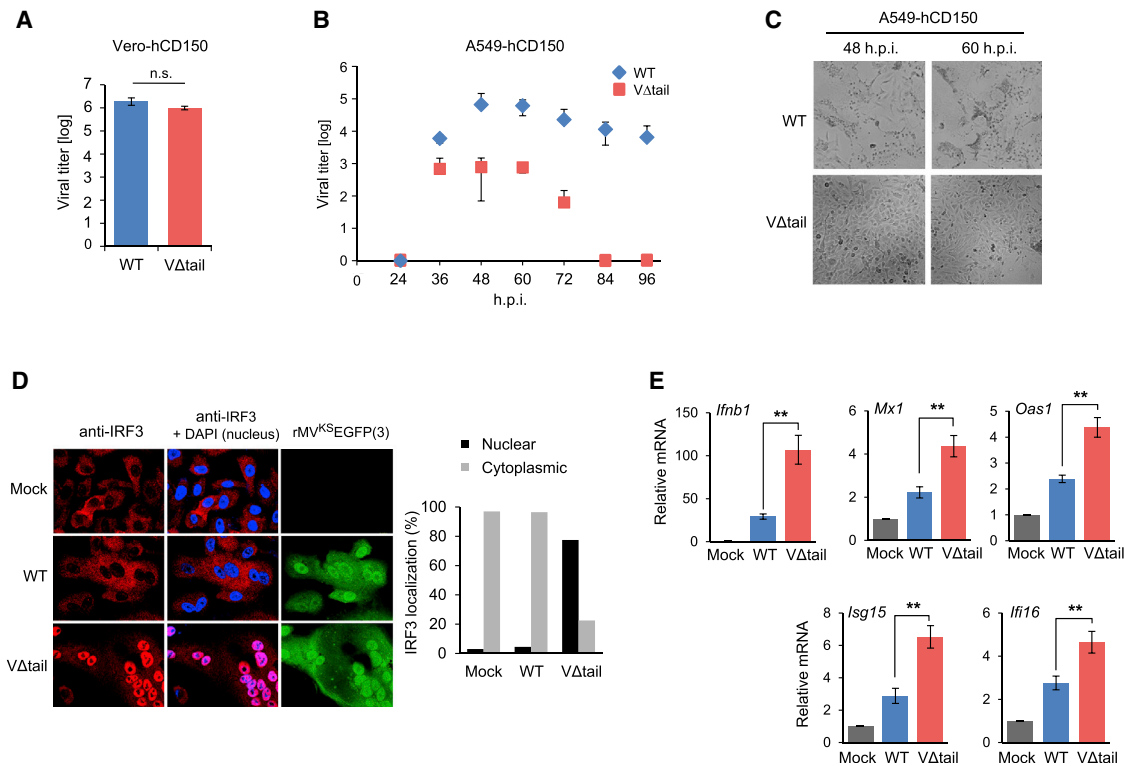 A
Vero-hCD150
n.s.
Viral titer [log]
7
6
5
4
3
2
1
0
WT VΔtail
B
A549-hCD150
WT
VΔtail
Viral titer [log]
6
5
4
3
2
1
0
0 24 36 48 60 72 84 96
h.p.i.
C
A549-hCD150
48 h.p.i. 60 h.p.i.
WT
VΔtail
D
anti-IRF3
anti-IRF3
+ DAPI (nucleus)
rMVKSEGFP(3)
Mock
WT
VΔtail
Nuclear
Cytoplasmic
IRF3 localization (%)
100
80
60
40
20
0
Mock WT VΔtail
E
Relative mRNA
Ifnb1
**
150
100
50
0
Mock WT VΔtail
Mx1
**
6
4
2
0
Mock WT VΔtail
Oas1
**
5
4
3
2
1
0
Mock WT VΔtail
Relative mRNA
Isg15
**
8
6
4
2
0
Mock WT VΔtail
Ifi16
**
6
4
2
0
Mock WT VΔtail